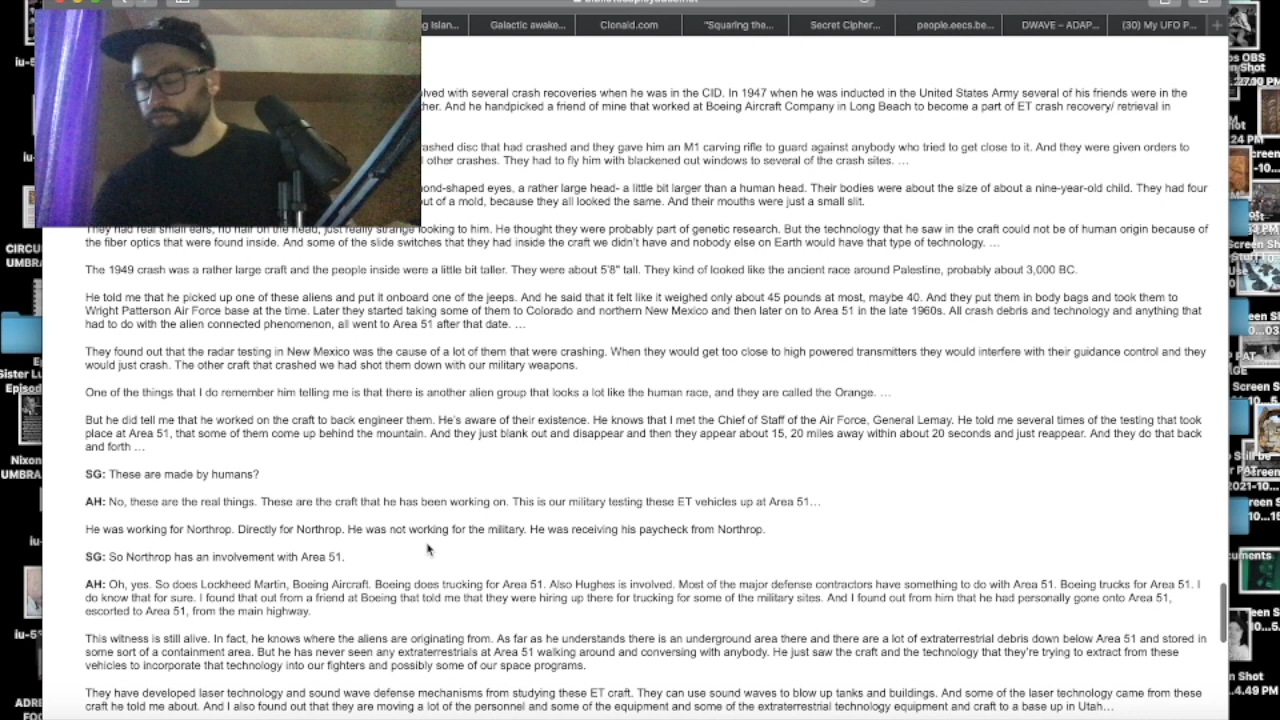 g Islan...
Galactic awake...
Clonaid.com
"Squaring the...
Secret Cipher...
people.eecs.be...
DWAVE – ADAP...
(30) My UFO P...
lved with several crash recoveries when he was in the CID. In 1947 when he was inducted in the United States Army several of his friends were in the
ther. And he handpicked a friend of mine that worked at Boeing Aircraft Company in Long Beach to become a part of ET crash recovery/ retrieval in
rashed disc that had crashed and they gave him an M1 carving rifle to guard against anybody who tried to get close to it. And they were given orders to
l other crashes. They had to fly him with blackened out windows to several of the crash sites. …
mond-shaped eyes, a rather large head- a little bit larger than a human head. Their bodies were about the size of about a nine-year-old child. They had four
out of a mold, because they all looked the same. And their mouths were just a small slit.
They had real small ears, no hair on the head, just really strange looking to him. He thought they were probably part of genetic research. But the technology that he saw in the craft could not be of human origin because of
the fiber optics that were found inside. And some of the slide switches that they had inside the craft we didn't have and nobody else on Earth would have that type of technology. …
The 1949 crash was a rather large craft and the people inside were a little bit taller. They were about 5'8" tall. They kind of looked like the ancient race around Palestine, probably about 3,000 BC.
He told me that he picked up one of these aliens and put it onboard one of the jeeps. And he said that it felt like it weighed only about 45 pounds at most, maybe 40. And they put them in body bags and took them to
Wright Patterson Air Force base at the time. Later they started taking some of them to Colorado and northern New Mexico and then later on to Area 51 in the late 1960s. All crash debris and technology and anything that
had to do with the alien connected phenomenon, all went to Area 51 after that date. …
They found out that the radar testing in New Mexico was the cause of a lot of them that were crashing. When they would get too close to high powered transmitters they would interfere with their guidance control and they
would just crash. The other craft that crashed we had shot them down with our military weapons.
One of the things that I do remember him telling me is that there is another alien group that looks a lot like the human race, and they are called the Orange. …
But he did tell me that he worked on the craft to back engineer them. He's aware of their existence. He knows that I met the Chief of Staff of the Air Force, General Lemay. He told me several times of the testing that took
place at Area 51, that some of them come up behind the mountain. And they just blank out and disappear and then they appear about 15, 20 miles away within about 20 seconds and just reappear. And they do that back
and forth …
SG: These are made by humans?
AH: No, these are the real things. These are the craft that he has been working on. This is our military testing these ET vehicles up at Area 51…
He was working for Northrop. Directly for Northrop. He was not working for the military. He was receiving his paycheck from Northrop.
SG: So Northrop has an involvement with Area 51.
AH: Oh, yes. So does Lockheed Martin, Boeing Aircraft. Boeing does trucking for Area 51. Also Hughes is involved. Most of the major defense contractors have something to do with Area 51. Boeing trucks for Area 51. I
do know that for sure. I found that out from a friend at Boeing that told me that they were hiring up there for trucking for some of the military sites. And I found out from him that he had personally gone onto Area 51,
escorted to Area 51, from the main highway.
This witness is still alive. In fact, he knows where the aliens are originating from. As far as he understands there is an underground area there and there are a lot of extraterrestrial debris down below Area 51 and stored in
some sort of a containment area. But he has never seen any extraterrestrials at Area 51 walking around and conversing with anybody. He just saw the craft and the technology that they're trying to extract from these
vehicles to incorporate that technology into our fighters and possibly some of our space programs.
They have developed laser technology and sound wave defense mechanisms from studying these ET craft. They can use sound waves to blow up tanks and buildings. And some of the laser technology came from these
craft he told me about. And I also found out that they are moving a lot of the personnel and some of the equipment and some of the extraterrestrial technology equipment and craft to a base up in Utah…
iu-5
CIRCU
UMBRA
Sister Lu
Episod
Nixon
UMBRA
iu-
iu-5
ADRE
FOO